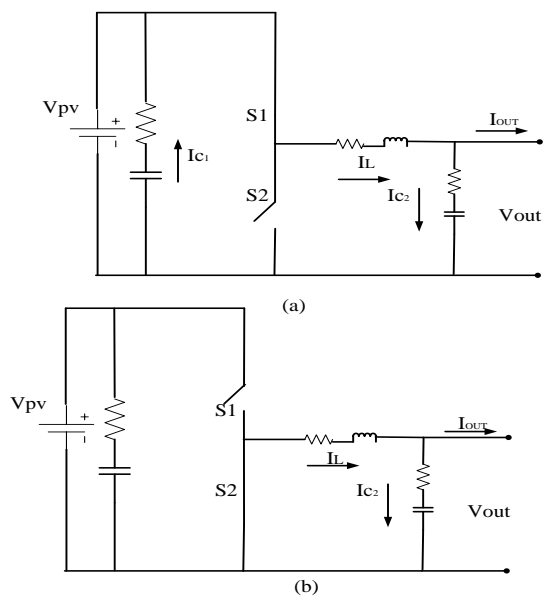 S1
Vpv
+
-
Ic1
IOUT
IL
S2
Ic2
Vout
(a)
Vpv
+
-
S1
IOUT
IL
S2
Ic2
Vout
(b)